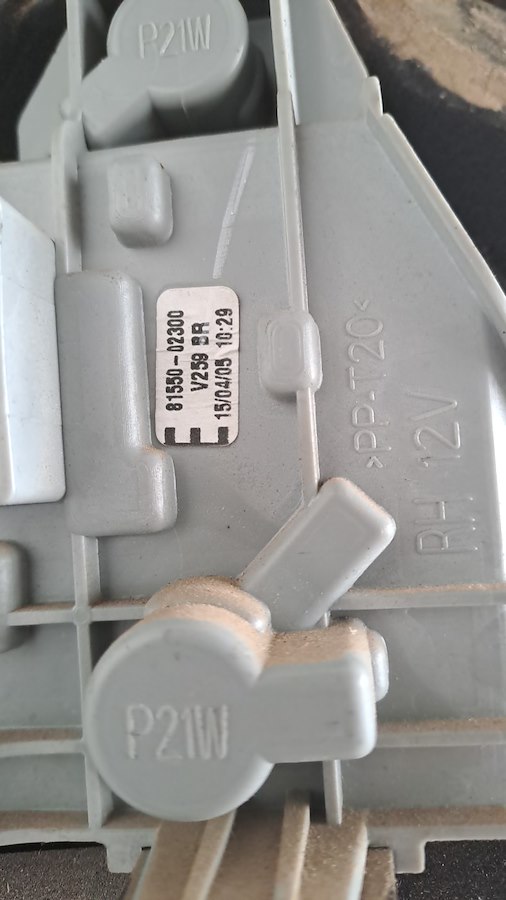 P21W
81550-02300
V259 BR
15/04/05 10:29
>PP-T20<
RH 12V
P21W